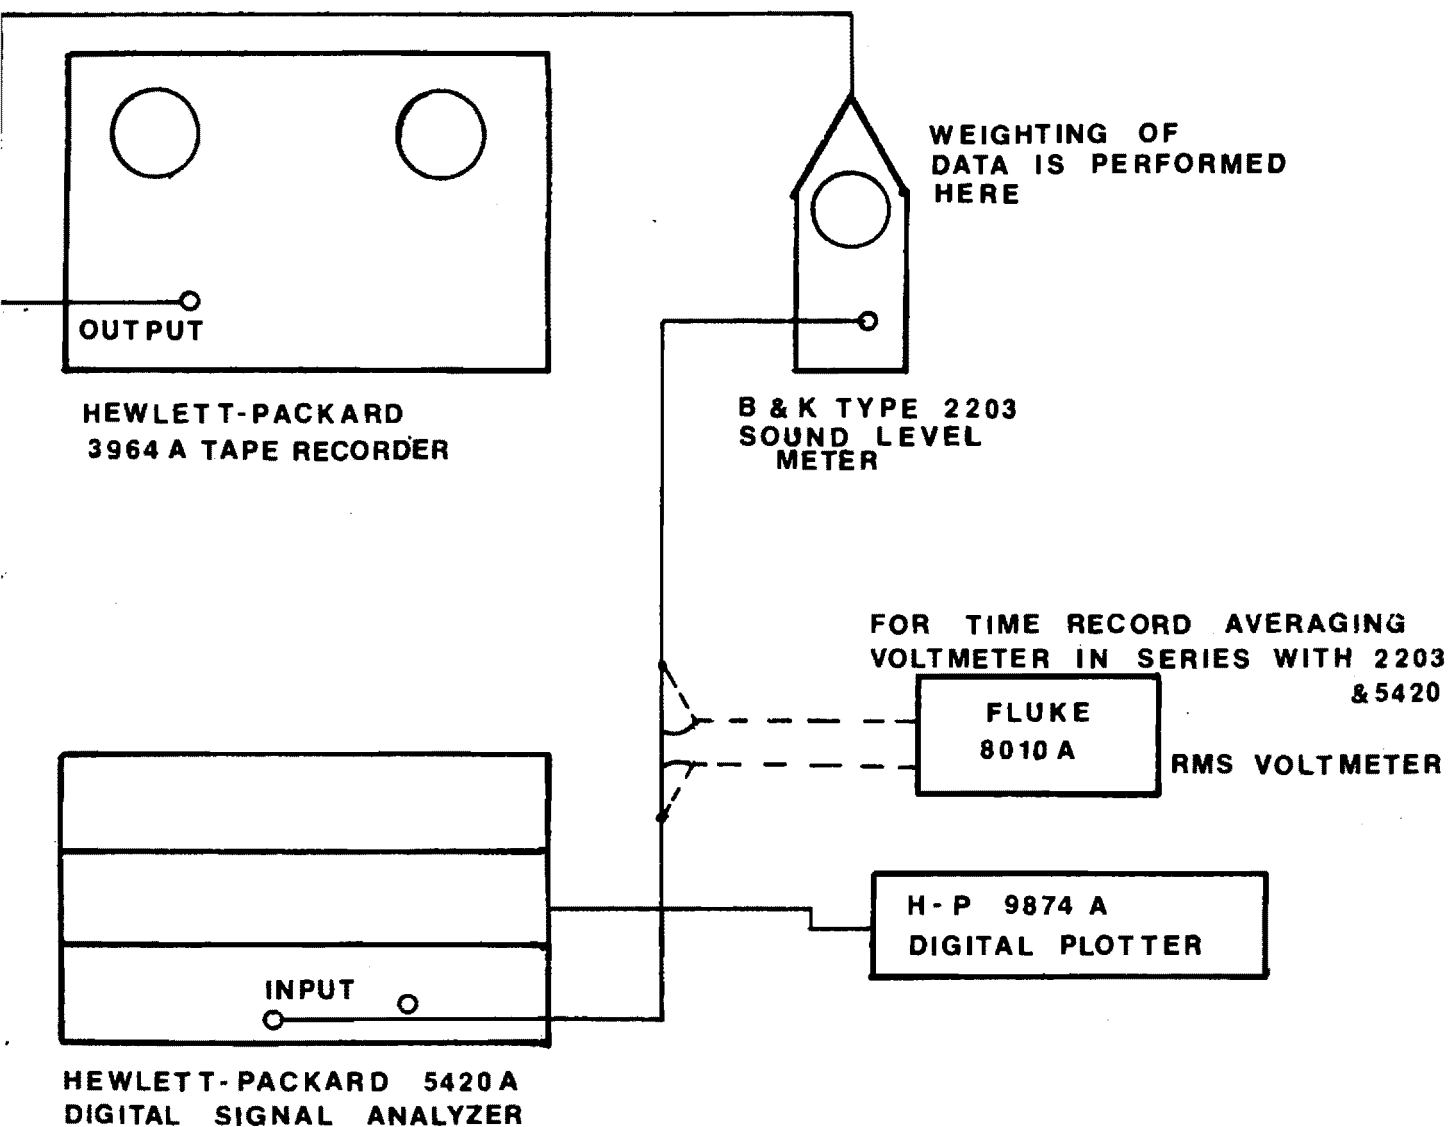 WEIGHTING OF
DATA IS PERFORMED
HERE
OUTPUT
HEWLETT-PACKARD
3964 A TAPE RECORDER
B & K TYPE 2203
SOUND LEVEL
METER
FOR TIME RECORD AVERAGING
VOLTMETER IN SERIES WITH 2203
&5420
FLUKE
8010 A
RMS VOLTMETER
H-P 9874 A
DIGITAL PLOTTER
INPUT
HEWLETT-PACKARD 5420 A
DIGITAL SIGNAL ANALYZER